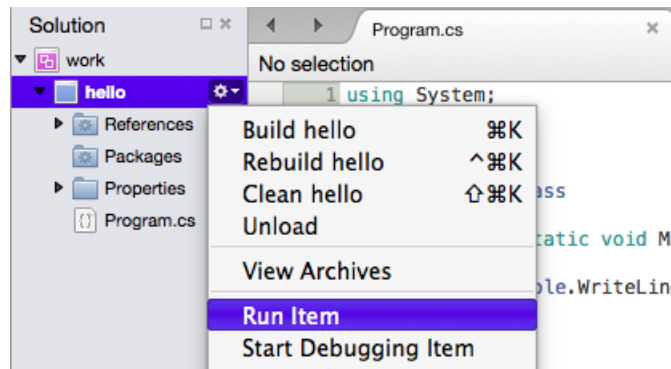 Solution
Program.cs
work
No selection
hello
1 using System;
References
Build hello ⌘K
Packages
Rebuild hello ^⌘K
Properties
Clean hello ⇧⌘K
ass
Program.cs
Unload
tatic void M
View Archives
ole.WriteLin
Run Item
Start Debugging Item